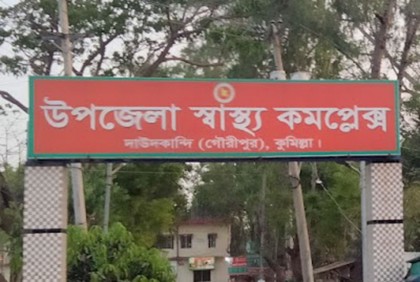 উপজেলা স্বাস্থ্য কমপ্লেক্স
দাউদকান্দি (গৌরীপুর), কুমিল্লা।